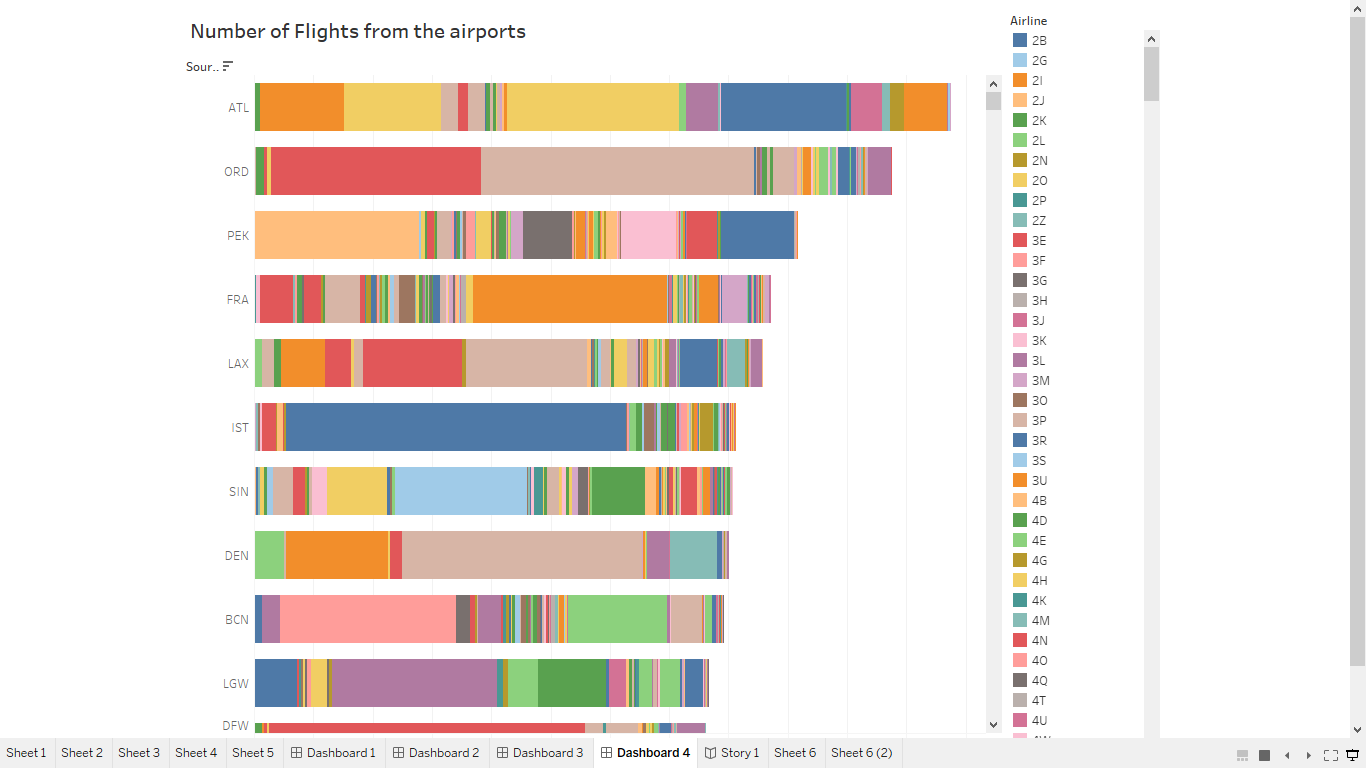 Number of Flights from the airports
Sour..
ATL
ORD
PEK
FRA
LAX
IST
SIN
DEN
BCN
LGW
DFW
Airline
2B
2G
2I
2J
2K
2L
2N
2O
2P
2Z
3E
3F
3G
3H
3J
3K
3L
3M
3O
3P
3R
3S
3U
4B
4D
4E
4G
4H
4K
4M
4N
4O
4Q
4T
4U
4W
Sheet 1 Sheet 2 Sheet 3 Sheet 4 Sheet 5 Dashboard 1 Dashboard 2 Dashboard 3 Dashboard 4 Story 1 Sheet 6 Sheet 6 (2)